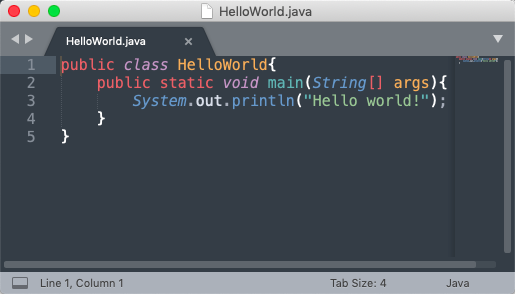 HelloWorld.java
HelloWorld.java ×
1 public class HelloWorld{
2     public static void main(String[] args){
3         System.out.println("Hello world!");
4     }
5 }
Line 1, Column 1 Tab Size: 4 Java